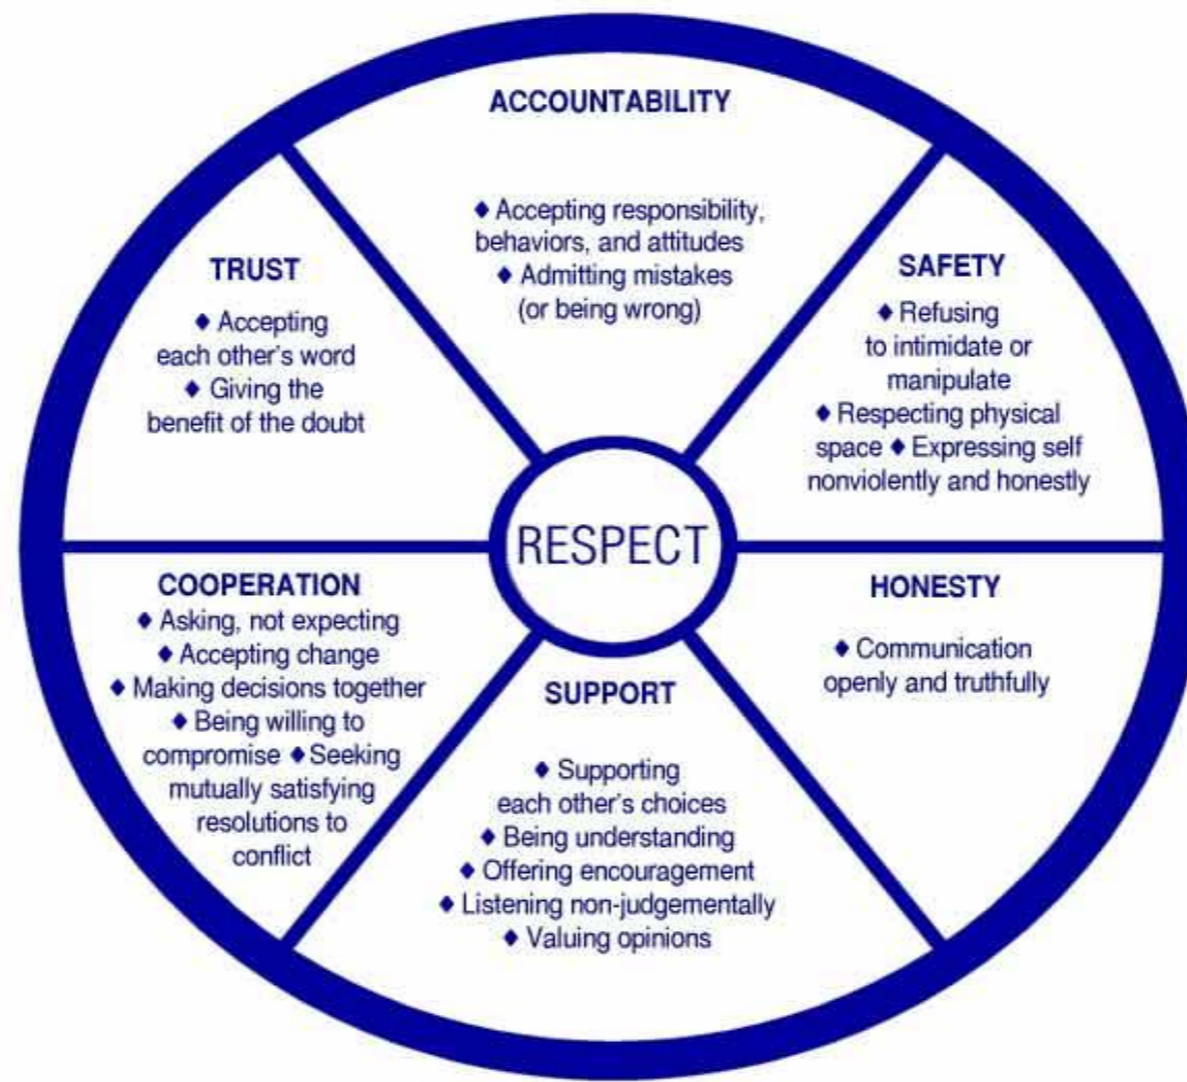 ACCOUNTABILITY
♦ Accepting responsibility,
behaviors, and attitudes
♦ Admitting mistakes
(or being wrong)
SAFETY
♦ Refusing
to intimidate or
manipulate
♦ Respecting physical
space ♦ Expressing self
nonviolently and honestly
HONESTY
♦ Communication
openly and truthfully
SUPPORT
♦ Supporting
each other's choices
♦ Being understanding
♦ Offering encouragement
♦ Listening non-judgementally
♦ Valuing opinions
COOPERATION
♦ Asking, not expecting
♦ Accepting change
♦ Making decisions together
♦ Being willing to
compromise ♦ Seeking
mutually satisfying
resolutions to
conflict
TRUST
♦ Accepting
each other's word
♦ Giving the
benefit of the doubt
RESPECT